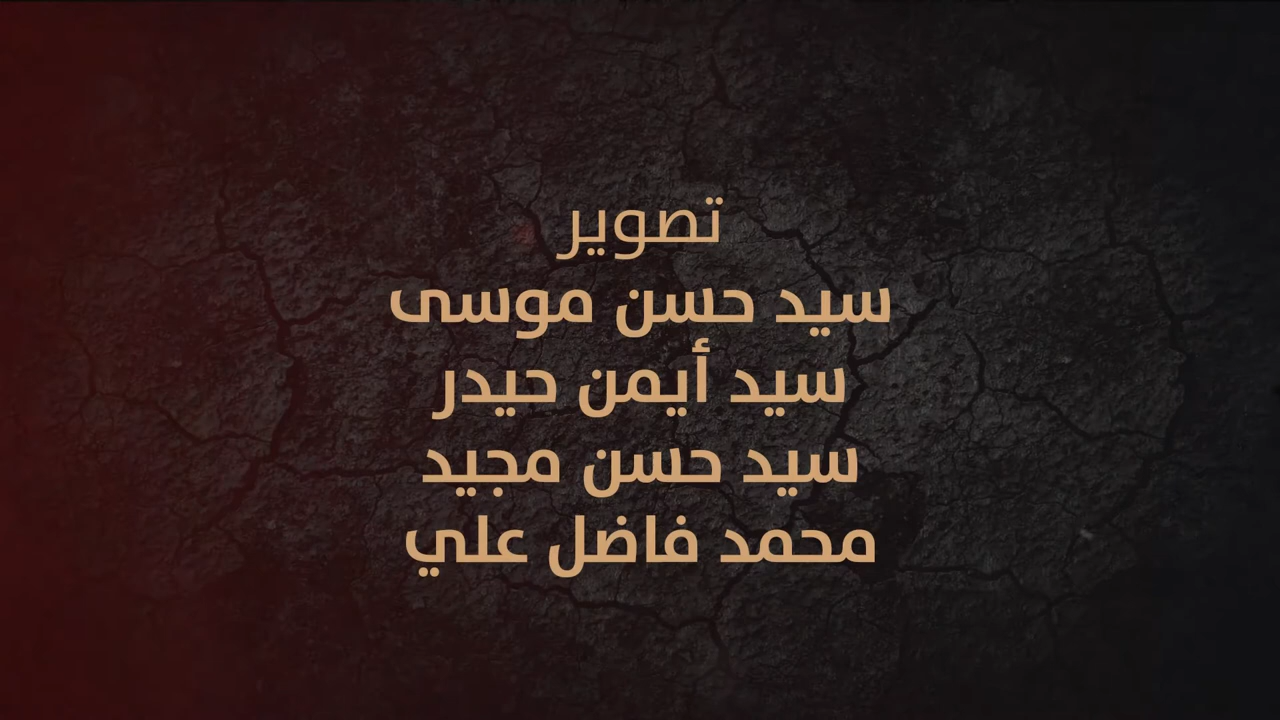 تصوير
سيد حسن موسى
سيد أيمن حيدر
سيد حسن مجيد
محمد فاضل علي